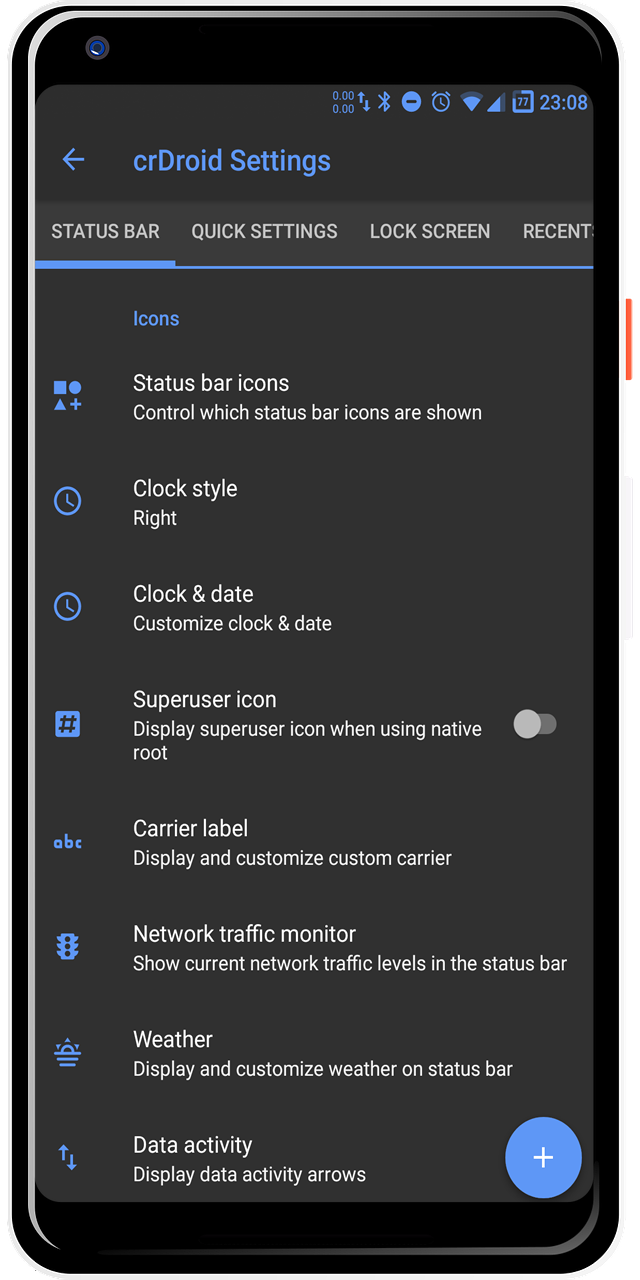 0.00
0.00
77 23:08
crDroid Settings
STATUS BAR QUICK SETTINGS LOCK SCREEN RECENTS
Icons
Status bar icons
Control which status bar icons are shown
Clock style
Right
Clock & date
Customize clock & date
Superuser icon
Display superuser icon when using native
root
Carrier label
Display and customize custom carrier
Network traffic monitor
Show current network traffic levels in the status bar
Weather
Display and customize weather on status bar
Data activity
Display data activity arrows
abc